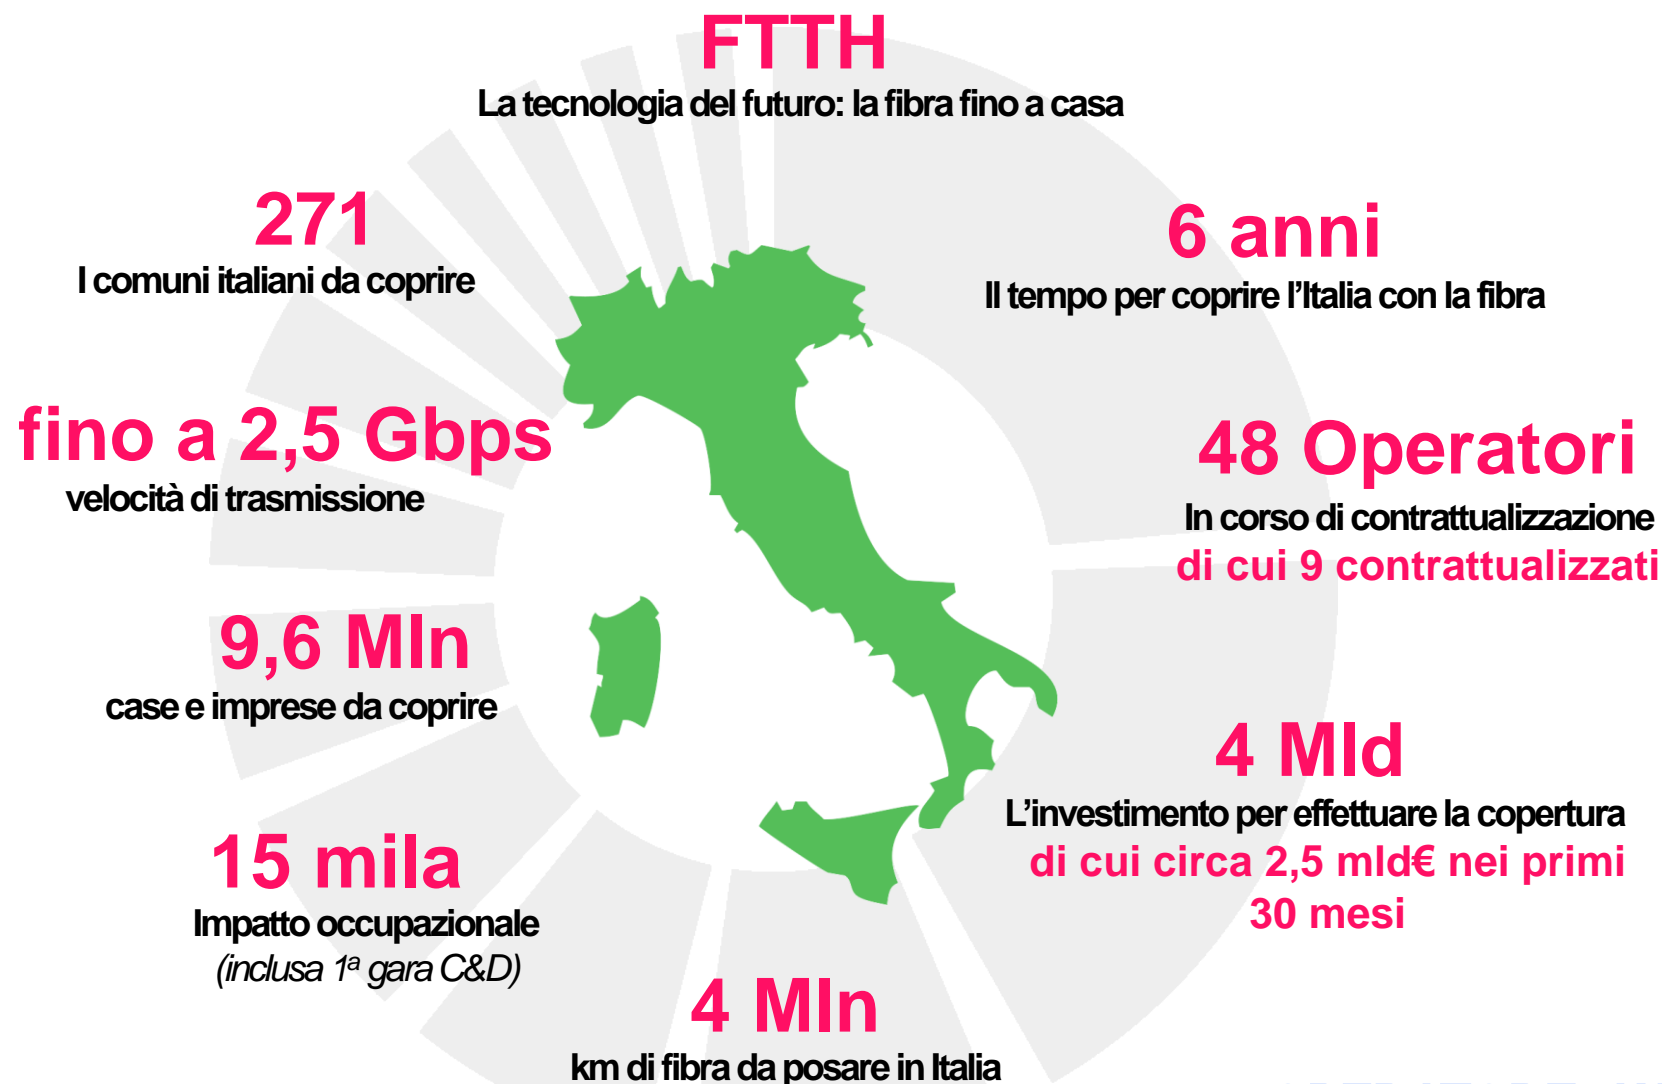 FTTH
La tecnologia del futuro: la fibra fino a casa
271
I comuni italiani da coprire
6 anni
Il tempo per coprire l’Italia con la fibra
fino a 2,5 Gbps
velocità di trasmissione
48 Operatori
In corso di contrattualizzazione
di cui 9 contrattualizzati
9,6 Mln
case e imprese da coprire
4 Mld
L’investimento per effettuare la copertura
di cui circa 2,5 mld€ nei primi
30 mesi
15 mila
Impatto occupazionale
(inclusa 1ª gara C&D)
4 Mln
km di fibra da posare in Italia